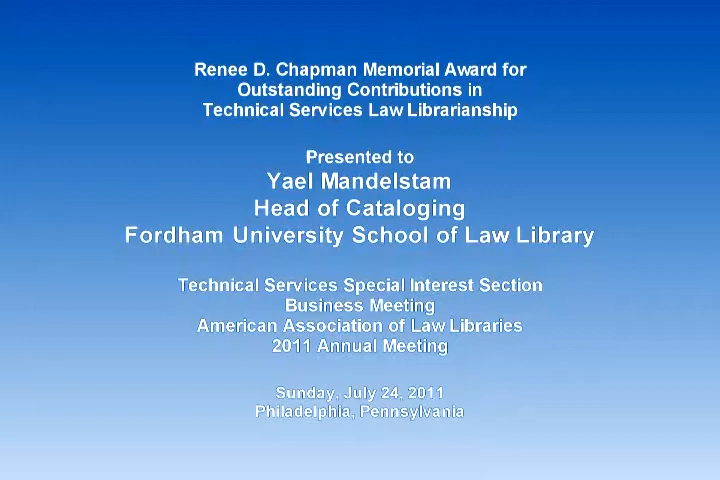 Renee D. Chapman Memorial Award for
Outstanding Contributions in
Technical Services Law Librarianship
Presented to
Yael Mandelstam
Head of Cataloging
Fordham University School of Law Library
Technical Services Special Interest Section
Business Meeting
American Association of Law Libraries
2011 Annual Meeting
Sunday, July 24, 2011
Philadelphia, Pennsylvania